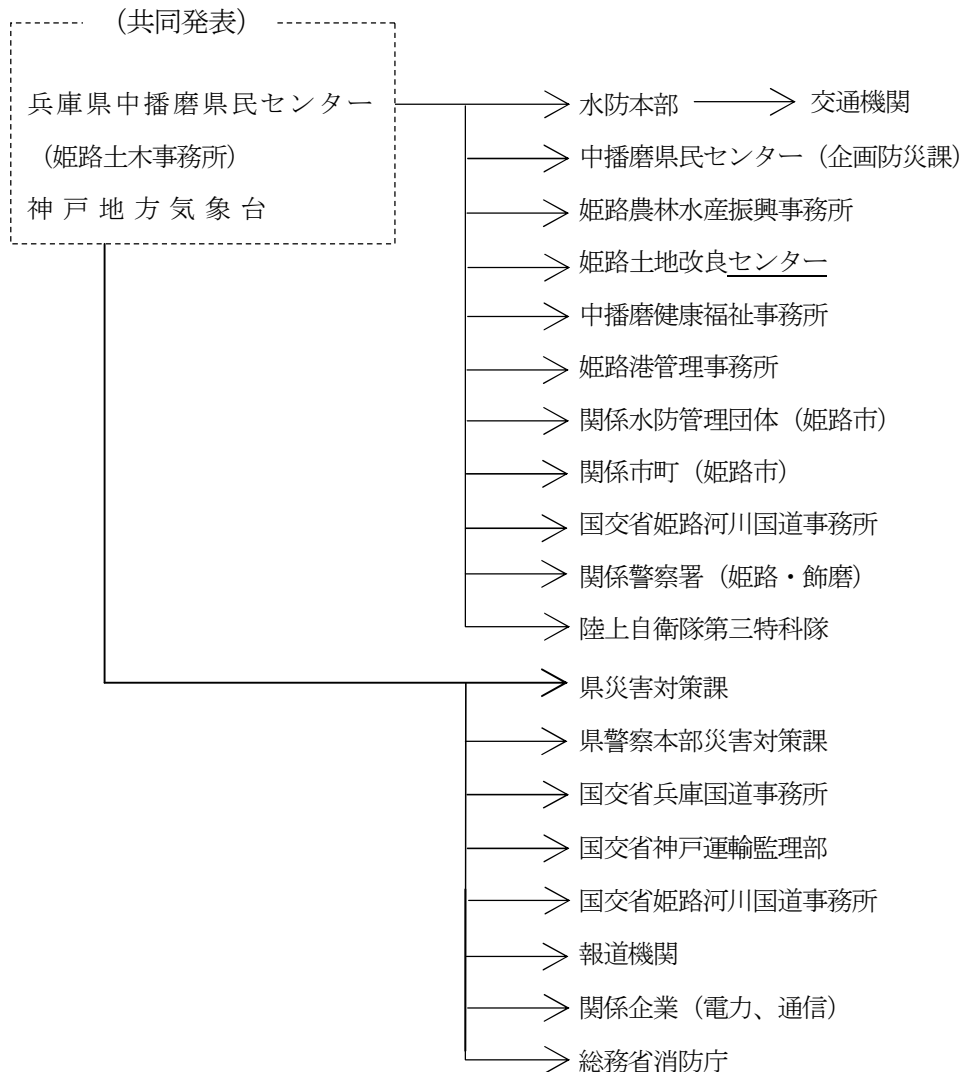 （共同発表）
兵庫県中播磨県民センター
（姫路土木事務所）
神戸地方気象台
水防本部
交通機関
中播磨県民センター（企画防災課）
姫路農林水産振興事務所
姫路土地改良センター
中播磨健康福祉事務所
姫路港管理事務所
関係水防管理団体（姫路市）
関係市町（姫路市）
国交省姫路河川国道事務所
関係警察署（姫路・飾磨）
陸上自衛隊第三特科隊
県災害対策課
県警察本部災害対策課
国交省兵庫国道事務所
国交省神戸運輸監理部
国交省姫路河川国道事務所
報道機関
関係企業（電力、通信）
総務省消防庁